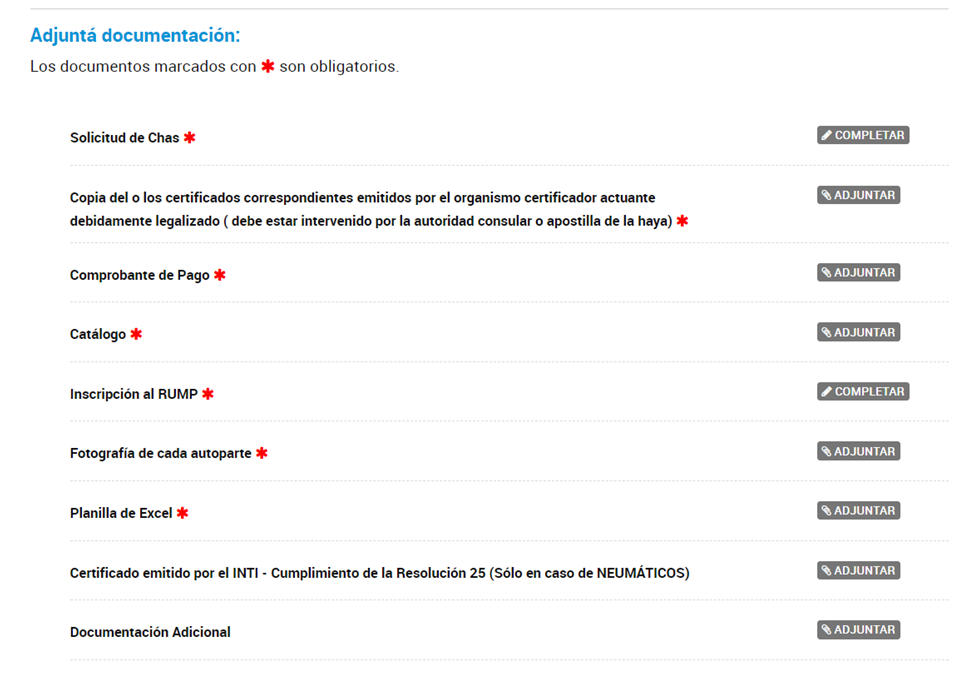 Adjuntá documentación:
Los documentos marcados con ✱ son obligatorios.
Solicitud de Chas ✱
COMPLETAR
Copia del o los certificados correspondientes emitidos por el organismo certificador actuante
debidamente legalizado ( debe estar intervenido por la autoridad consular o apostilla de la haya) ✱
ADJUNTAR
Comprobante de Pago ✱
ADJUNTAR
Catálogo ✱
ADJUNTAR
Inscripción al RUMP ✱
COMPLETAR
Fotografía de cada autoparte ✱
ADJUNTAR
Planilla de Excel ✱
ADJUNTAR
Certificado emitido por el INTI - Cumplimiento de la Resolución 25 (Sólo en caso de NEUMÁTICOS)
ADJUNTAR
Documentación Adicional
ADJUNTAR